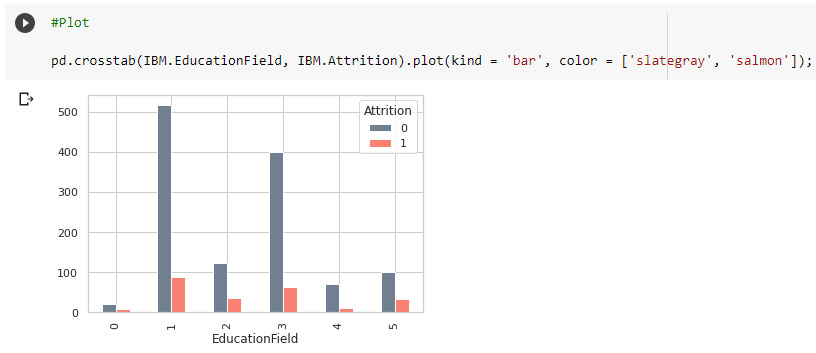 #Plot
pd.crosstab(IBM.EducationField, IBM.Attrition).plot(kind = 'bar', color = ['slategray', 'salmon']);
Attrition
0
1
500
400
300
200
100
0
0 1 2 3 4 5
EducationField